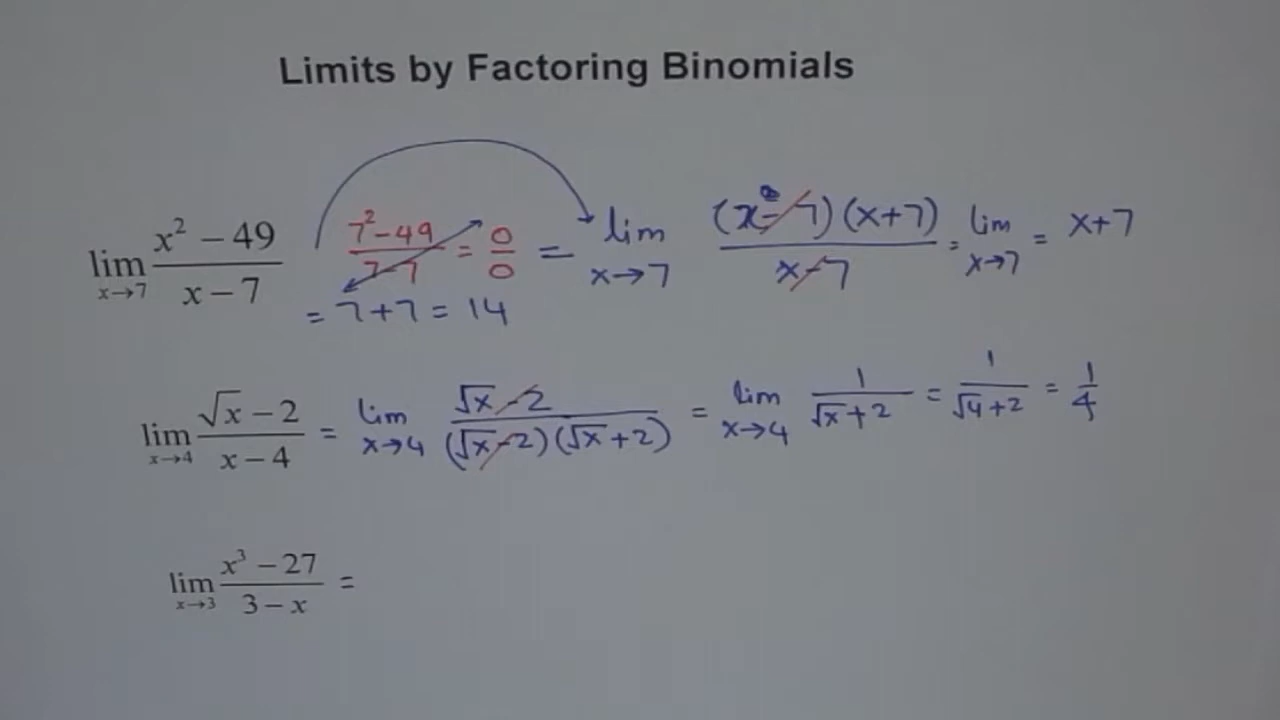 Limits by Factoring Binomials
lim x→7 (x² − 49)/(x − 7) (7² − 49)/(7 − 7) = 0/0 = lim x→7 (x − 7)(x + 7)/(x − 7) = lim x→7 = x + 7
= 7 + 7 = 14
lim x→4 (√x − 2)/(x − 4) = lim x→4 (√x − 2)/((√x − 2)(√x + 2)) = lim x→4 1/(√x + 2) = 1/(√4 + 2) = 1/4
lim x→3 (x³ − 27)/(3 − x) =